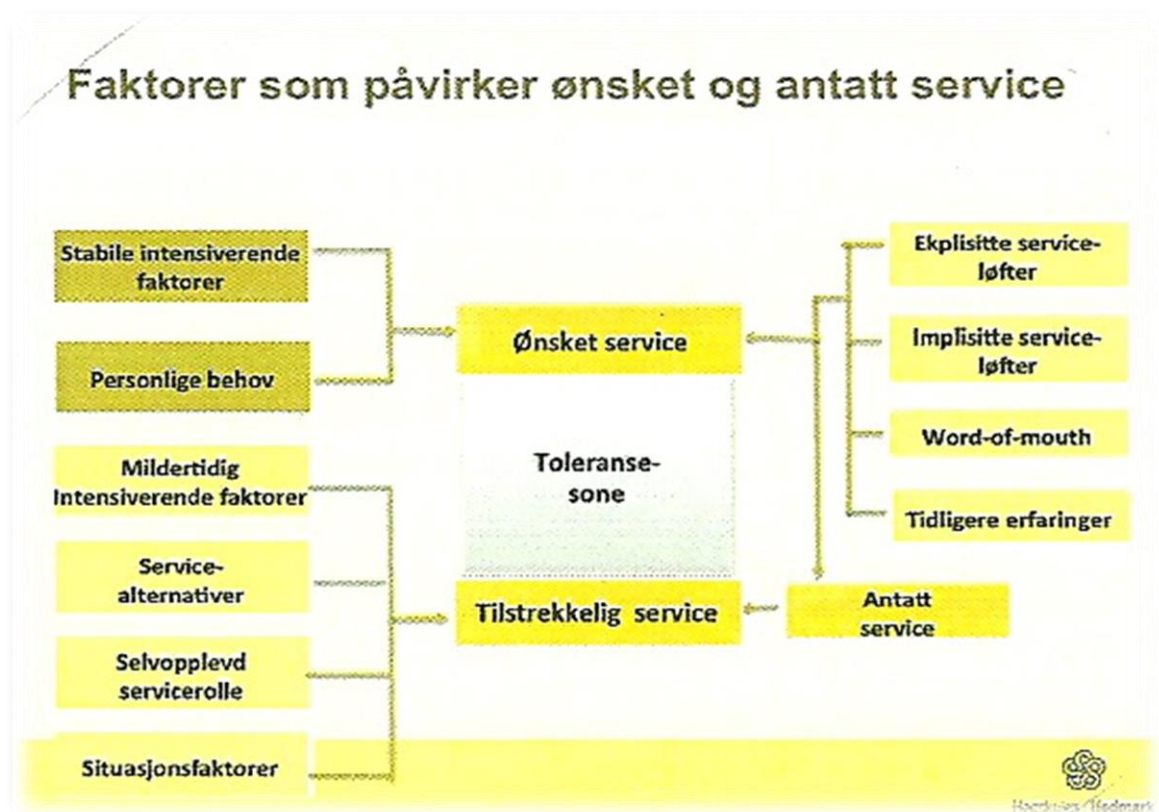 Faktorer som påvirker ønsket og antatt service
Stabile intensiverende
faktorer
Personlige behov
Mildertidig
Intensiverende faktorer
Service-
alternativer
Selvopplevd
servicerolle
Situasjonsfaktorer
Ønsket service
Toleranse-
sone
Tilstrekkelig service
Ekplisitte service-
løfter
Implisitte service-
løfter
Word-of-mouth
Tidligere erfaringer
Antatt
service